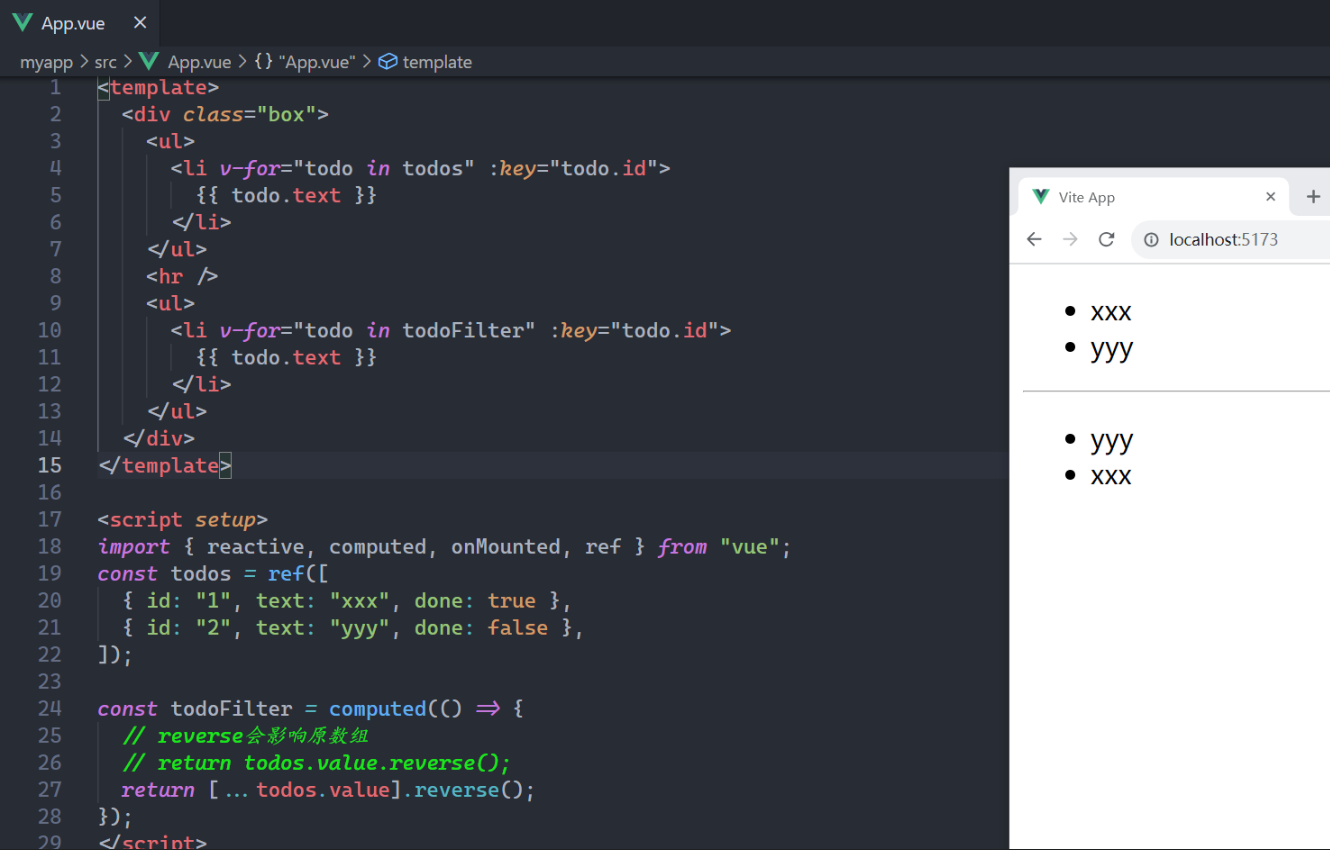 App.vue
myapp > src > App.vue > {} "App.vue" > template
1 <template>
2 <div class="box">
3 <ul>
4 <li v-for="todo in todos" :key="todo.id">
5 {{ todo.text }}
6 </li>
7 </ul>
8 <hr />
9 <ul>
10 <li v-for="todo in todoFilter" :key="todo.id">
11 {{ todo.text }}
12 </li>
13 </ul>
14 </div>
15 </template>
16
17 <script setup>
18 import { reactive, computed, onMounted, ref } from "vue";
19 const todos = ref([
20 { id: "1", text: "xxx", done: true },
21 { id: "2", text: "yyy", done: false },
22 ]);
23
24 const todoFilter = computed(() => {
25 // reverse会影响原数组
26 // return todos.value.reverse();
27 return [...todos.value].reverse();
28 });
29 </script>
Vite App
localhost:5173
xxx
yyy
yyy
xxx